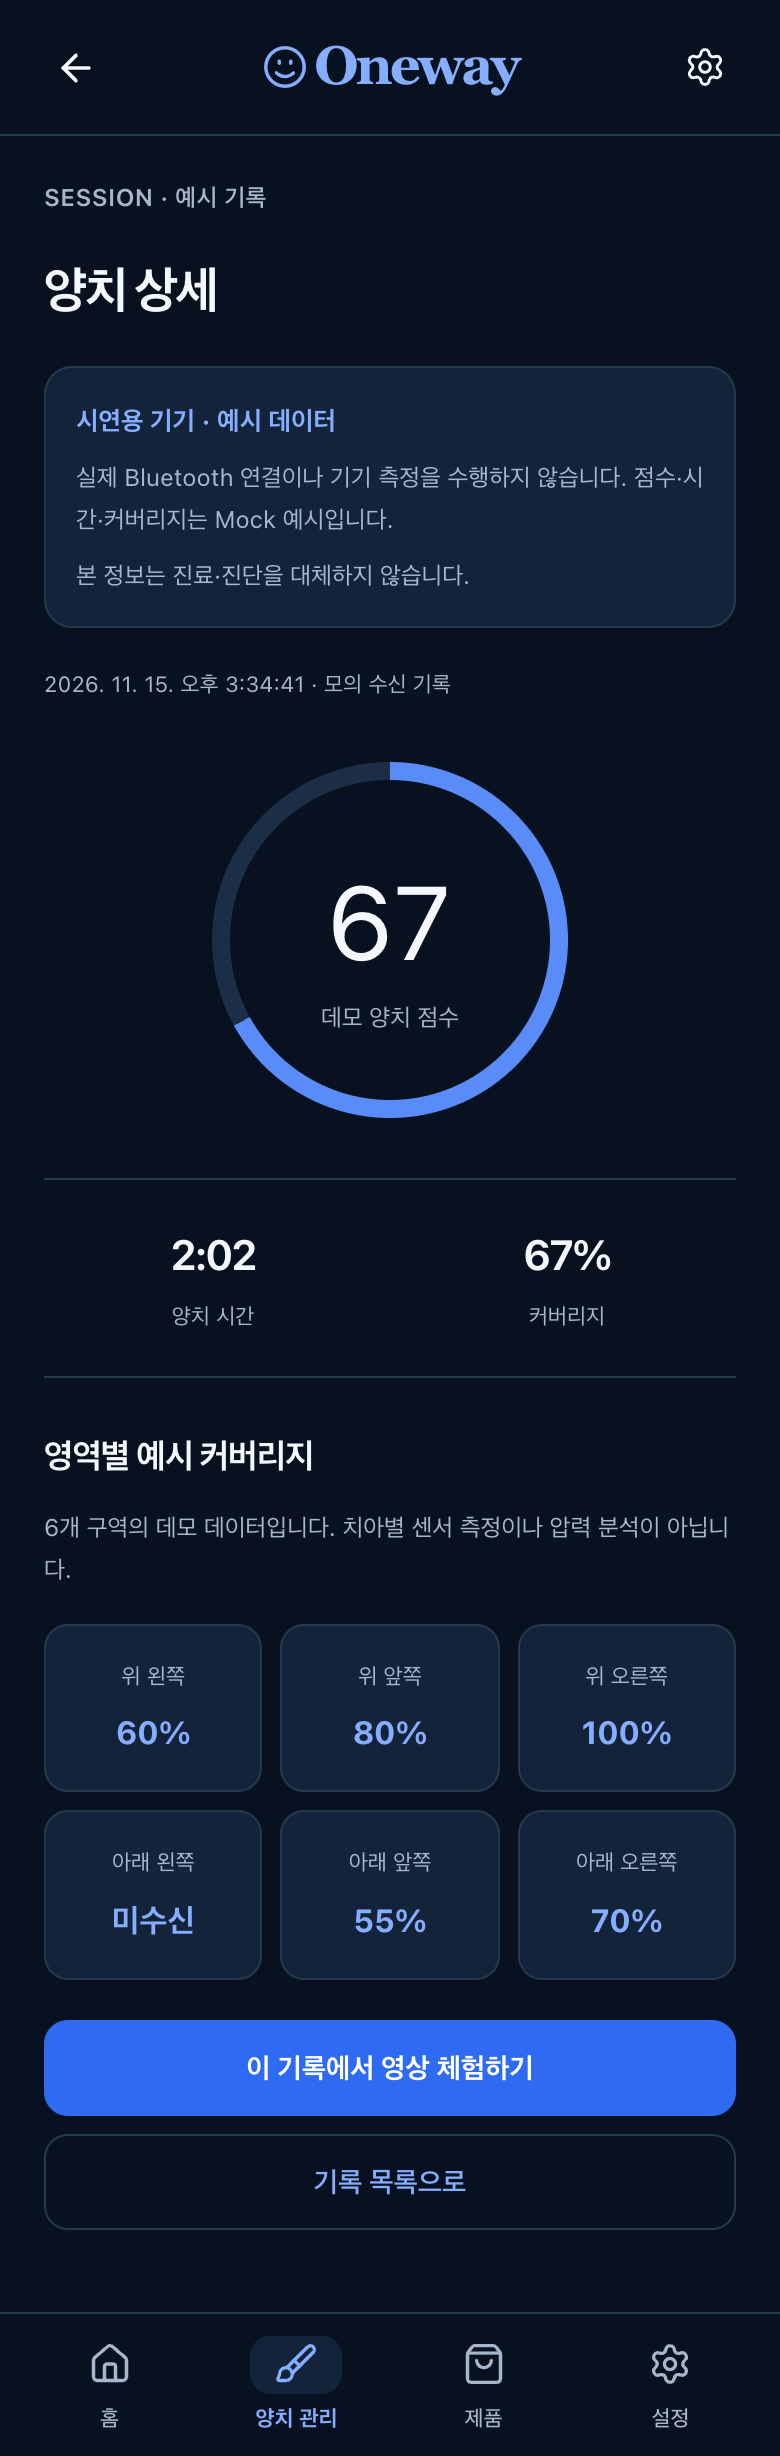 Oneway
SESSION · 예시 기록
양치 상세
시연용 기기 · 예시 데이터
실제 Bluetooth 연결이나 기기 측정을 수행하지 않습니다. 점수·시
간·커버리지는 Mock 예시입니다.
본 정보는 진료·진단을 대체하지 않습니다.
2026. 11. 15. 오후 3:34:41 · 모의 수신 기록
67
데모 양치 점수
2:02
양치 시간
67%
커버리지
영역별 예시 커버리지
6개 구역의 데모 데이터입니다. 치아별 센서 측정이나 압력 분석이 아닙니
다.
위 왼쪽
60%
위 앞쪽
80%
위 오른쪽
100%
아래 왼쪽
미수신
아래 앞쪽
55%
아래 오른쪽
70%
이 기록에서 영상 체험하기
기록 목록으로
홈
양치 관리
제품
설정